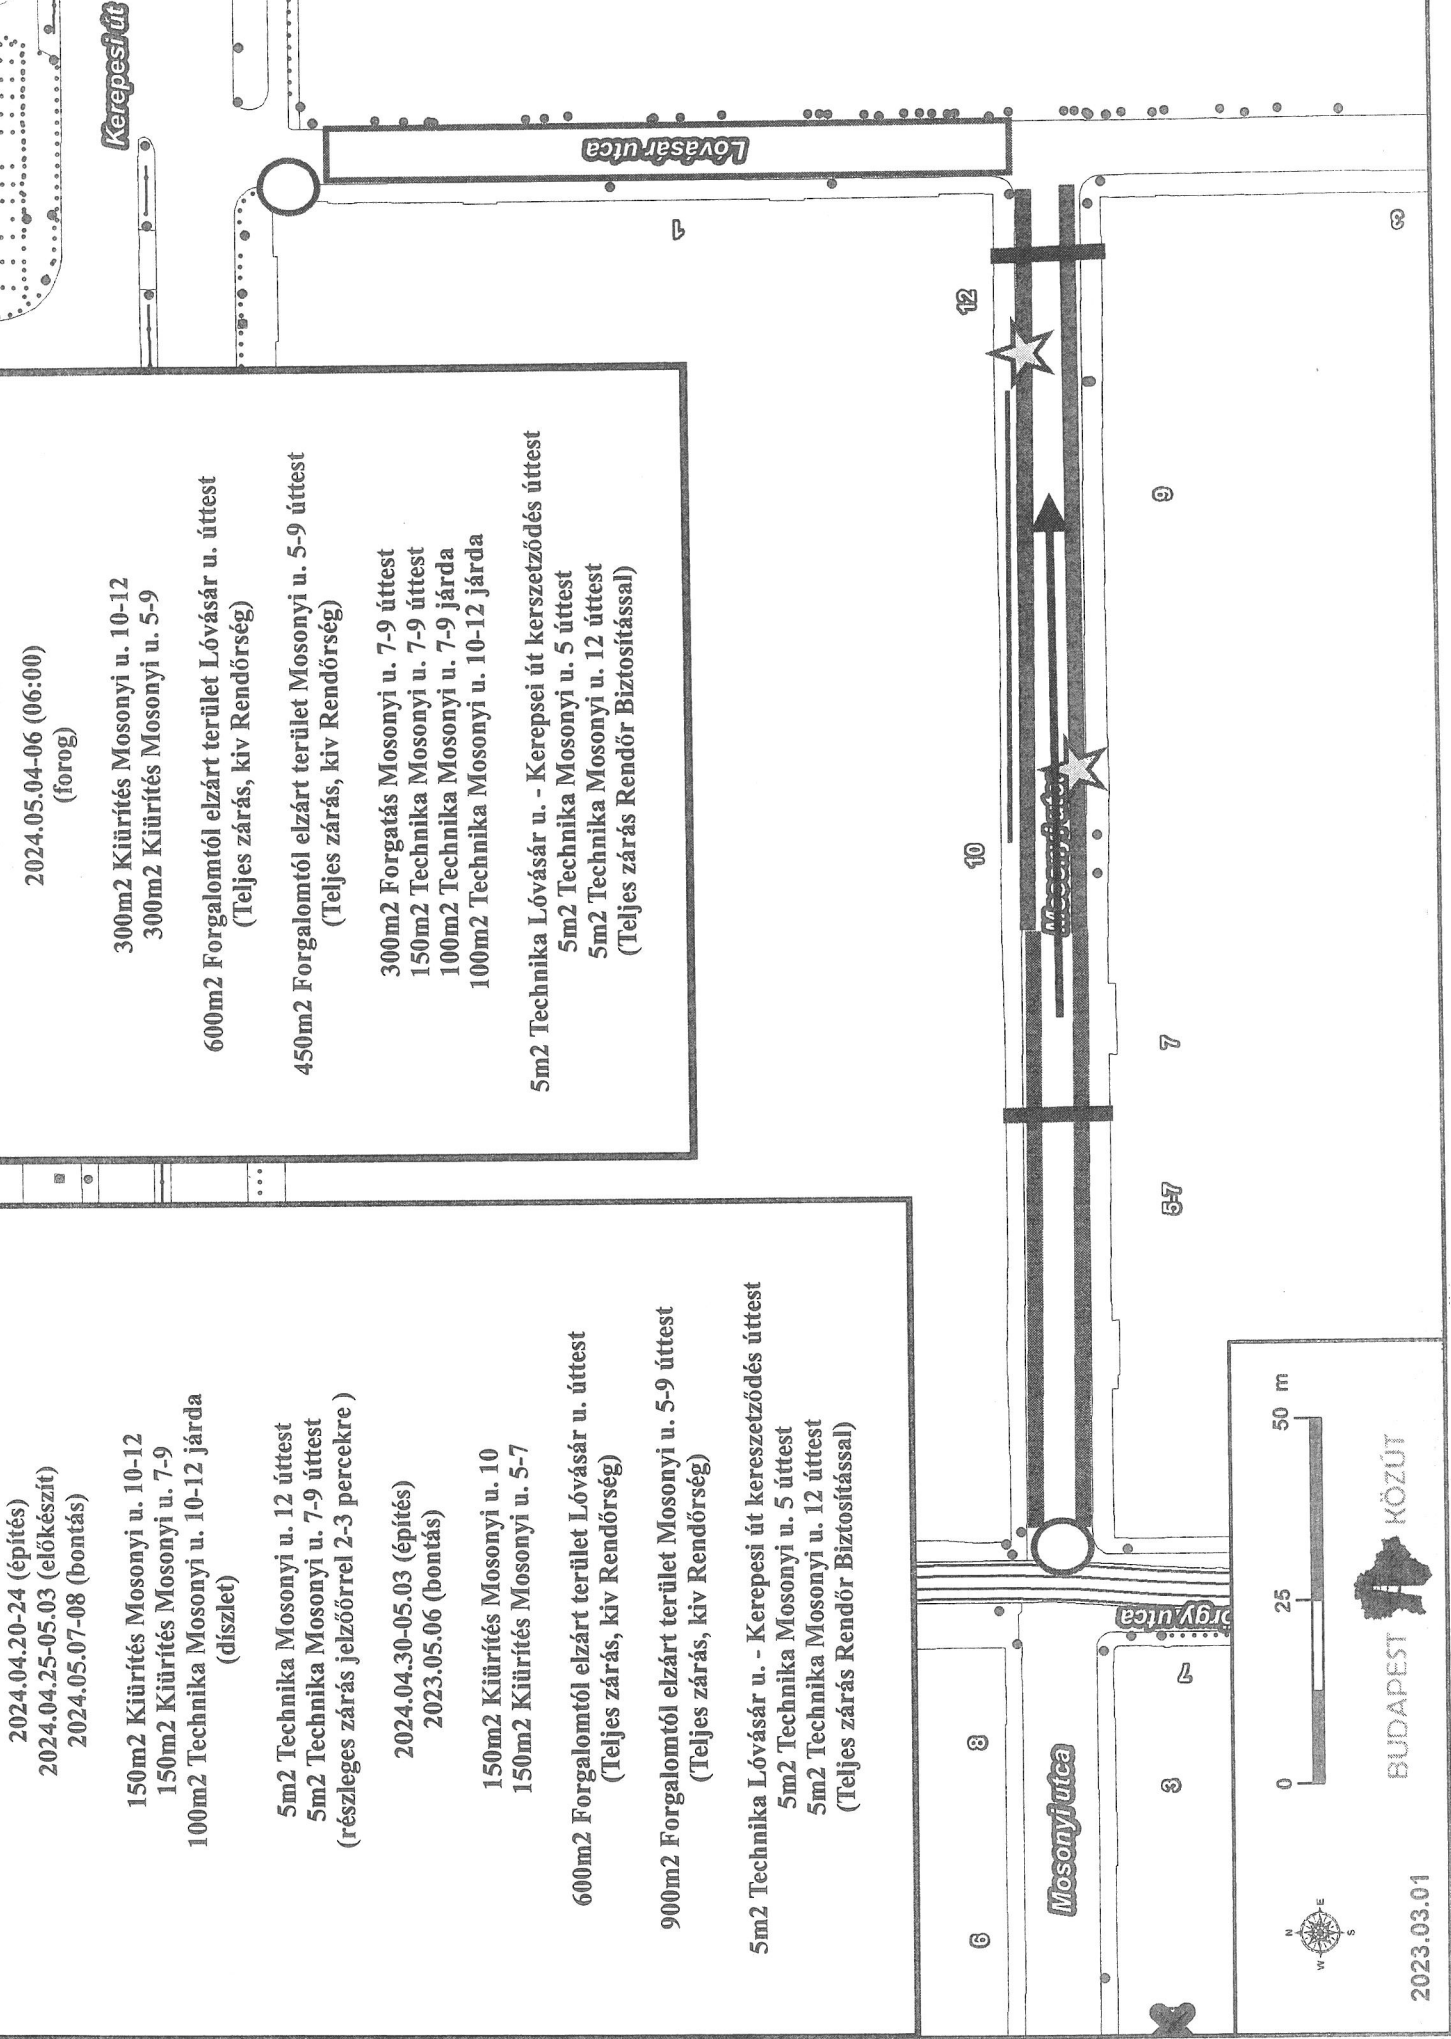 2024.04.20-24 (építés)
2024.04.25-05.03 (előkészít)
2024.05.07-08 (bontás)
150m2 Kiürítés Mosonyi u. 10-12
150m2 Kiürítés Mosonyi u. 7-9
100m2 Technika Mosonyi u. 10-12 járda
(díszlet)
5m2 Technika Mosonyi u. 12 úttest
5m2 Technika Mosonyi u. 7-9 úttest
(részleges zárás jelzőőrrel 2-3 percekre )
2024.04.30-05.03 (építés)
2023.05.06 (bontás)
150m2 Kiürítés Mosonyi u. 10
150m2 Kiürítés Mosonyi u. 5-7
600m2 Forgalomtól elzárt terület Lóvásár u. úttest
(Teljes zárás, kiv Rendőrség)
900m2 Forgalomtól elzárt terület Mosonyi u. 5-9 úttest
(Teljes zárás, kiv Rendőrség)
5m2 Technika Lóvásár u. - Kerepesi út kereszetződés úttest
5m2 Technika Mosonyi u. 5 úttest
5m2 Technika Mosonyi u. 12 úttest
(Teljes zárás Rendőr Biztosítással)
2024.05.04-06 (06:00)
(forog)
300m2 Kiürítés Mosonyi u. 10-12
300m2 Kiürítés Mosonyi u. 5-9
600m2 Forgalomtól elzárt terület Lóvásár u. úttest
(Teljes zárás, kiv Rendőrség)
450m2 Forgalomtól elzárt terület Mosonyi u. 5-9 úttest
(Teljes zárás, kiv Rendőrség)
300m2 Forgatás Mosonyi u. 7-9 úttest
150m2 Technika Mosonyi u. 7-9 úttest
100m2 Technika Mosonyi u. 7-9 járda
100m2 Technika Mosonyi u. 10-12 járda
5m2 Technika Lóvásár u. - Kerepsei út kerszetződés úttest
5m2 Technika Mosonyi u. 5 úttest
5m2 Technika Mosonyi u. 12 úttest
(Teljes zárás Rendőr Biztosítással)
Kerepesi út
Lóvásár utca
1
12
10
9
7
5-7
3
8
6
Mosonyi utca
3
1
utca
N
W
E
S
0
25
50 m
BUDAPEST KÖZÚT
2023.03.01